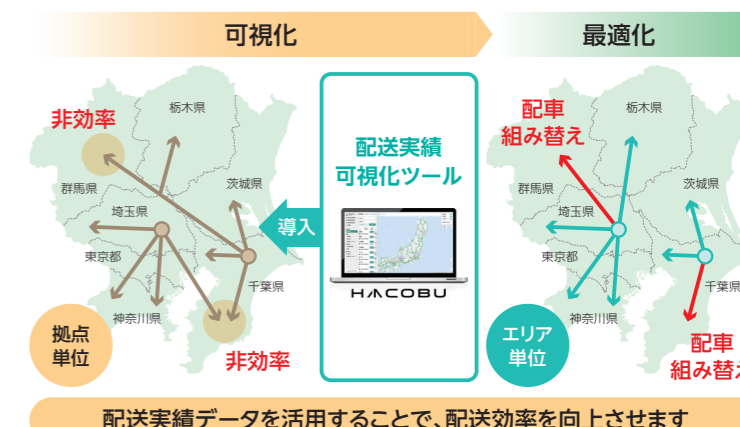 可視化
最適化
非効率
栃木県
群馬県
茨城県
埼玉県
東京都
千葉県
神奈川県
拠点
単位
非効率
導入
配送実績
可視化ツール
HACOBU
配車
組み替え
栃木県
群馬県
茨城県
埼玉県
東京都
千葉県
神奈川県
エリア
単位
配車
組み替え
配送実績データを活用することで、配送効率を向上させます